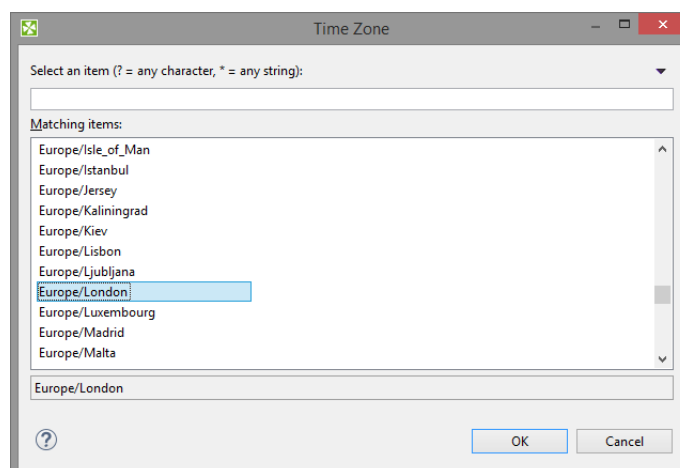 Time Zone
Select an item (? = any character, * = any string):
Matching items:
Europe/Isle_of_Man
Europe/Istanbul
Europe/Jersey
Europe/Kaliningrad
Europe/Kiev
Europe/Lisbon
Europe/Ljubljana
Europe/London
Europe/Luxembourg
Europe/Madrid
Europe/Malta
Europe/London
?
OK Cancel